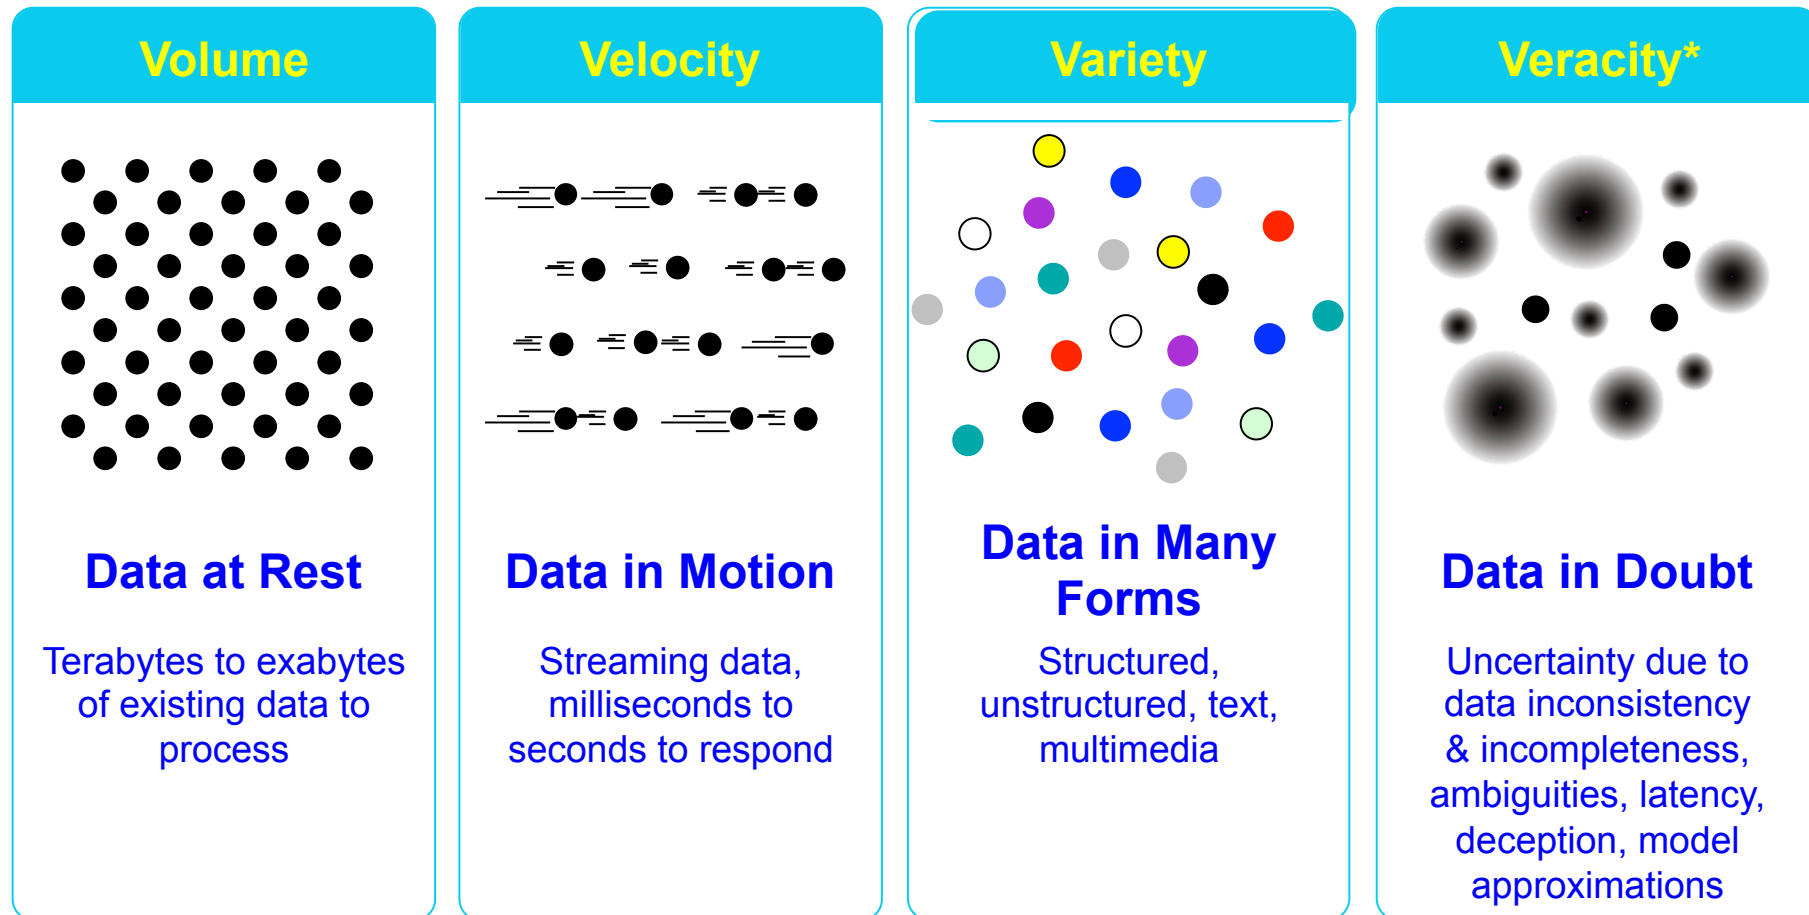 Volume
Data at Rest
Terabytes to exabytes
of existing data to
process
Velocity
Data in Motion
Streaming data,
milliseconds to
seconds to respond
Variety
Data in Many
Forms
Structured,
unstructured, text,
multimedia
Veracity*
Data in Doubt
Uncertainty due to
data inconsistency
& incompleteness,
ambiguities, latency,
deception, model
approximations